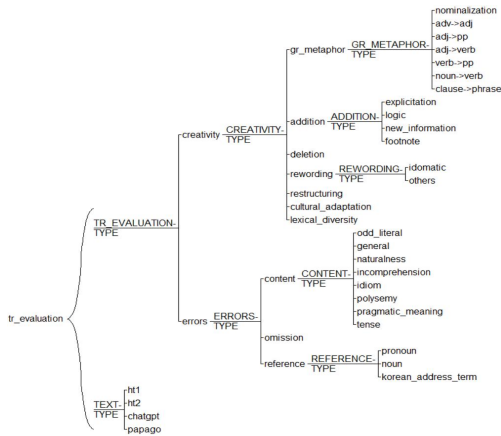 nominalization
adv->adj
adj->pp
gr_metaphor GR_METAPHOR-TYPE adj->verb
verb->pp
noun->verb
clause->phrase
explicitation
addition ADDITION-TYPE logic
new_information
footnote
creativity CREATIVITY-TYPE
deletion
rewording REWORDING-TYPE idomatic
others
restructuring
cultural_adaptation
lexical_diversity
TR_EVALUATION-TYPE
odd_literal
general
naturalness
content CONTENT-TYPE incomprehension
idiom
polysemy
pragmatic_meaning
tense
tr_evaluation
errors ERRORS-TYPE
omission
pronoun
reference REFERENCE-TYPE noun
korean_address_term
ht1
TEXT-TYPE ht2
chatgpt
papago